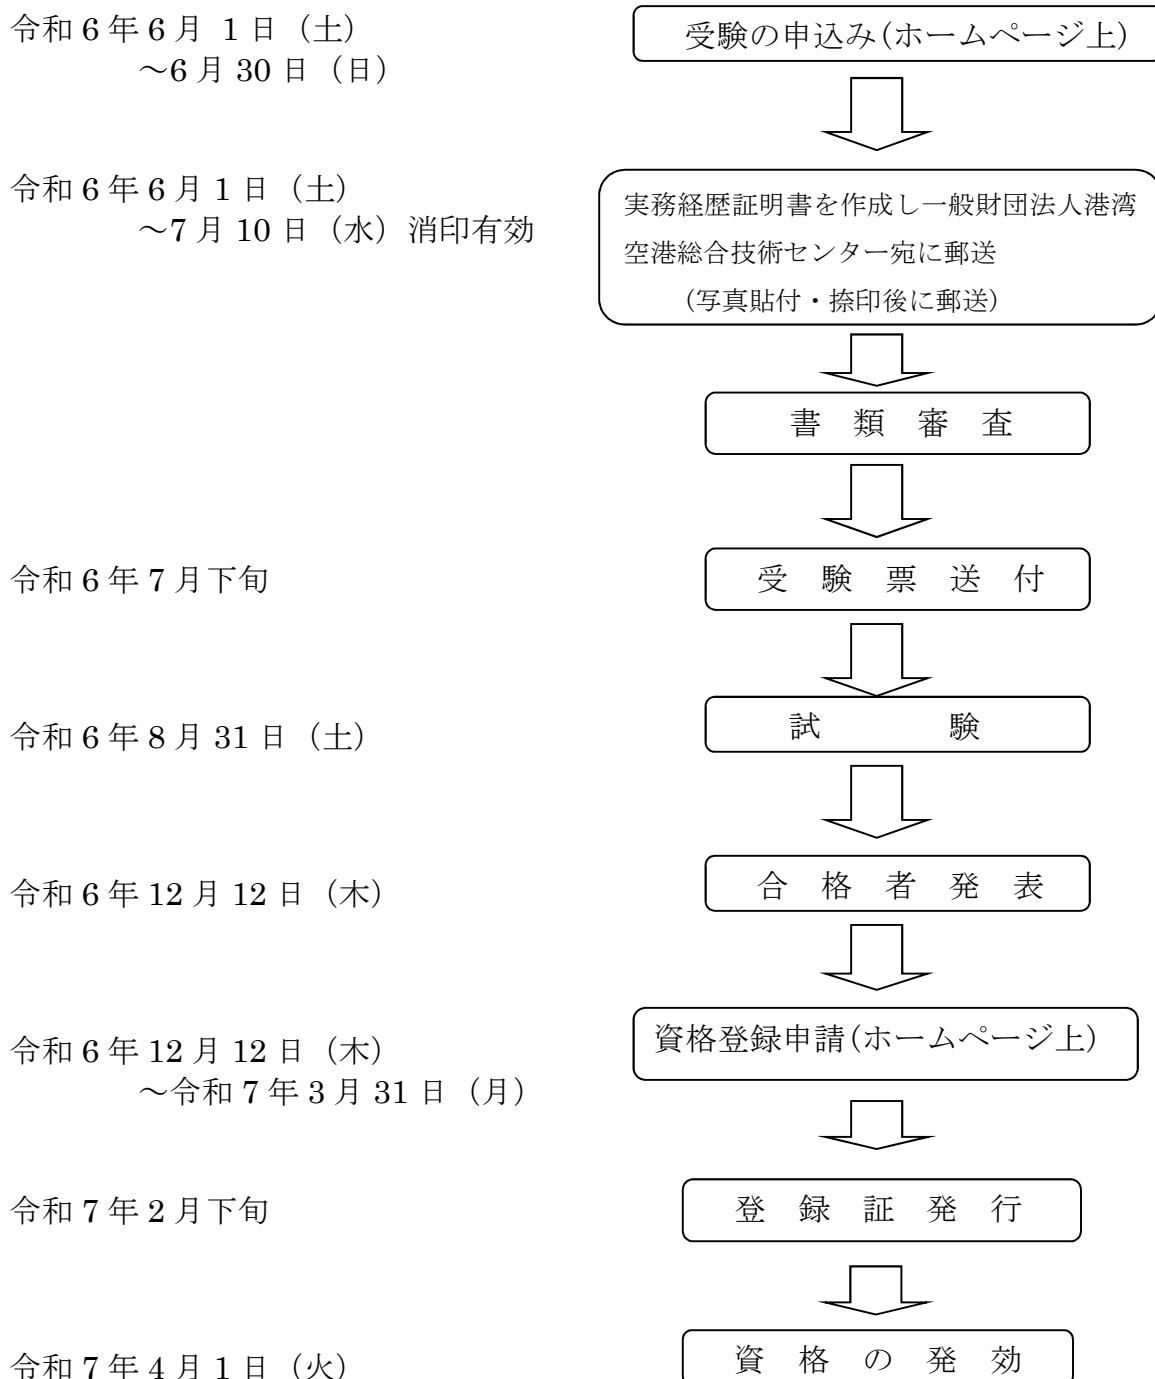 令和 6 年 6 月 1 日（土）
～6 月 30 日（日）
受験の申込み(ホームページ上)
令和 6 年 6 月 1 日（土）
～7 月 10 日（水）消印有効
実務経歴証明書を作成し一般財団法人港湾
空港総合技術センター宛に郵送
（写真貼付・捺印後に郵送）
書 類 審 査
令和 6 年 7 月下旬
受 験 票 送 付
令和 6 年 8 月 31 日（土）
試 験
令和 6 年 12 月 12 日（木）
合 格 者 発 表
令和 6 年 12 月 12 日（木）
～令和 7 年 3 月 31 日（月）
資格登録申請(ホームページ上)
令和 7 年 2 月下旬
登 録 証 発 行
令和 7 年 4 月 1 日（火）
資 格 の 発 効